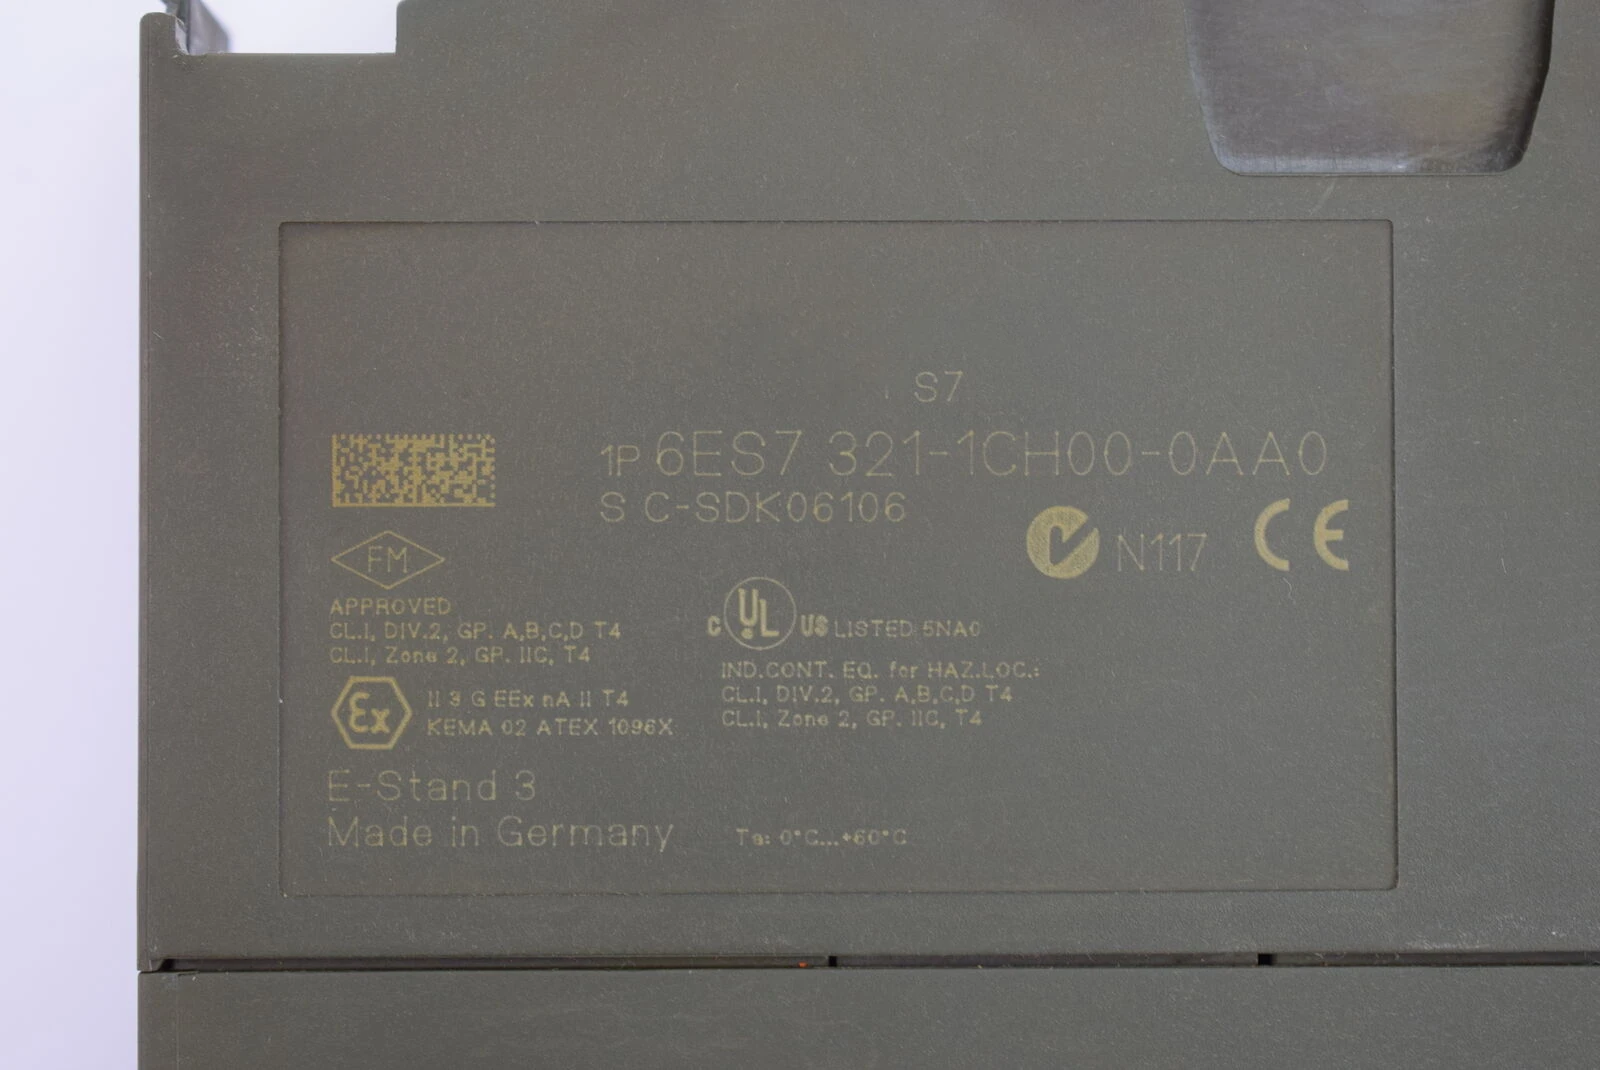 S7
1P 6ES7 321-1CH00-0AA0
S C-SDK06106
FM
N117 CE
APPROVED
CL.I, DIV.2, GP. A,B,C,D T4
CL.I, Zone 2, GP. IIC, T4
C UL US LISTED 5NA0
IND.CONT. EQ. for HAZ.LOC.:
CL.I, DIV.2, GP. A,B,C,D T4
CL.I, Zone 2, GP. IIC, T4
Ex II 3 G EEx nA II T4
KEMA 02 ATEX 1096X
E-Stand 3
Made in Germany
Ta: 0°C...+60°C